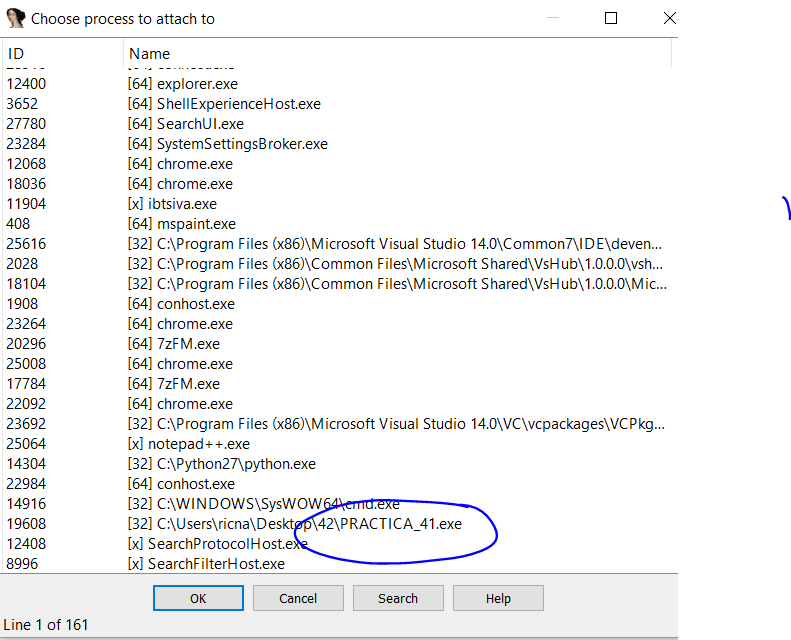 Choose process to attach to
ID Name
12400 [64] explorer.exe
3652 [64] ShellExperienceHost.exe
27780 [64] SearchUI.exe
23284 [64] SystemSettingsBroker.exe
12068 [64] chrome.exe
18036 [64] chrome.exe
11904 [x] ibtsiva.exe
408 [64] mspaint.exe
25616 [32] C:\Program Files (x86)\Microsoft Visual Studio 14.0\Common7\IDE\deven...
2028 [32] C:\Program Files (x86)\Common Files\Microsoft Shared\VsHub\1.0.0.0\vsh...
18104 [32] C:\Program Files (x86)\Common Files\Microsoft Shared\VsHub\1.0.0.0\Mic...
1908 [64] conhost.exe
23264 [64] chrome.exe
20296 [64] 7zFM.exe
25008 [64] chrome.exe
17784 [64] 7zFM.exe
22092 [64] chrome.exe
23692 [32] C:\Program Files (x86)\Microsoft Visual Studio 14.0\VC\vcpackages\VCPkg...
25064 [x] notepad++.exe
14304 [32] C:\Python27\python.exe
22984 [64] conhost.exe
14916 [32] C:\WINDOWS\SysWOW64\cmd.exe
19608 [32] C:\Users\ricna\Desktop\42\PRACTICA_41.exe
12408 [x] SearchProtocolHost.exe
8996 [x] SearchFilterHost.exe
OK Cancel Search Help
Line 1 of 161